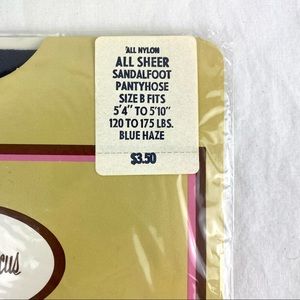 ALL NYLON
ALL SHEER
SANDALFOOT
PANTYHOSE
SIZE B FITS
5'4" TO 5'10"
120 TO 175 LBS.
BLUE HAZE
$3.50